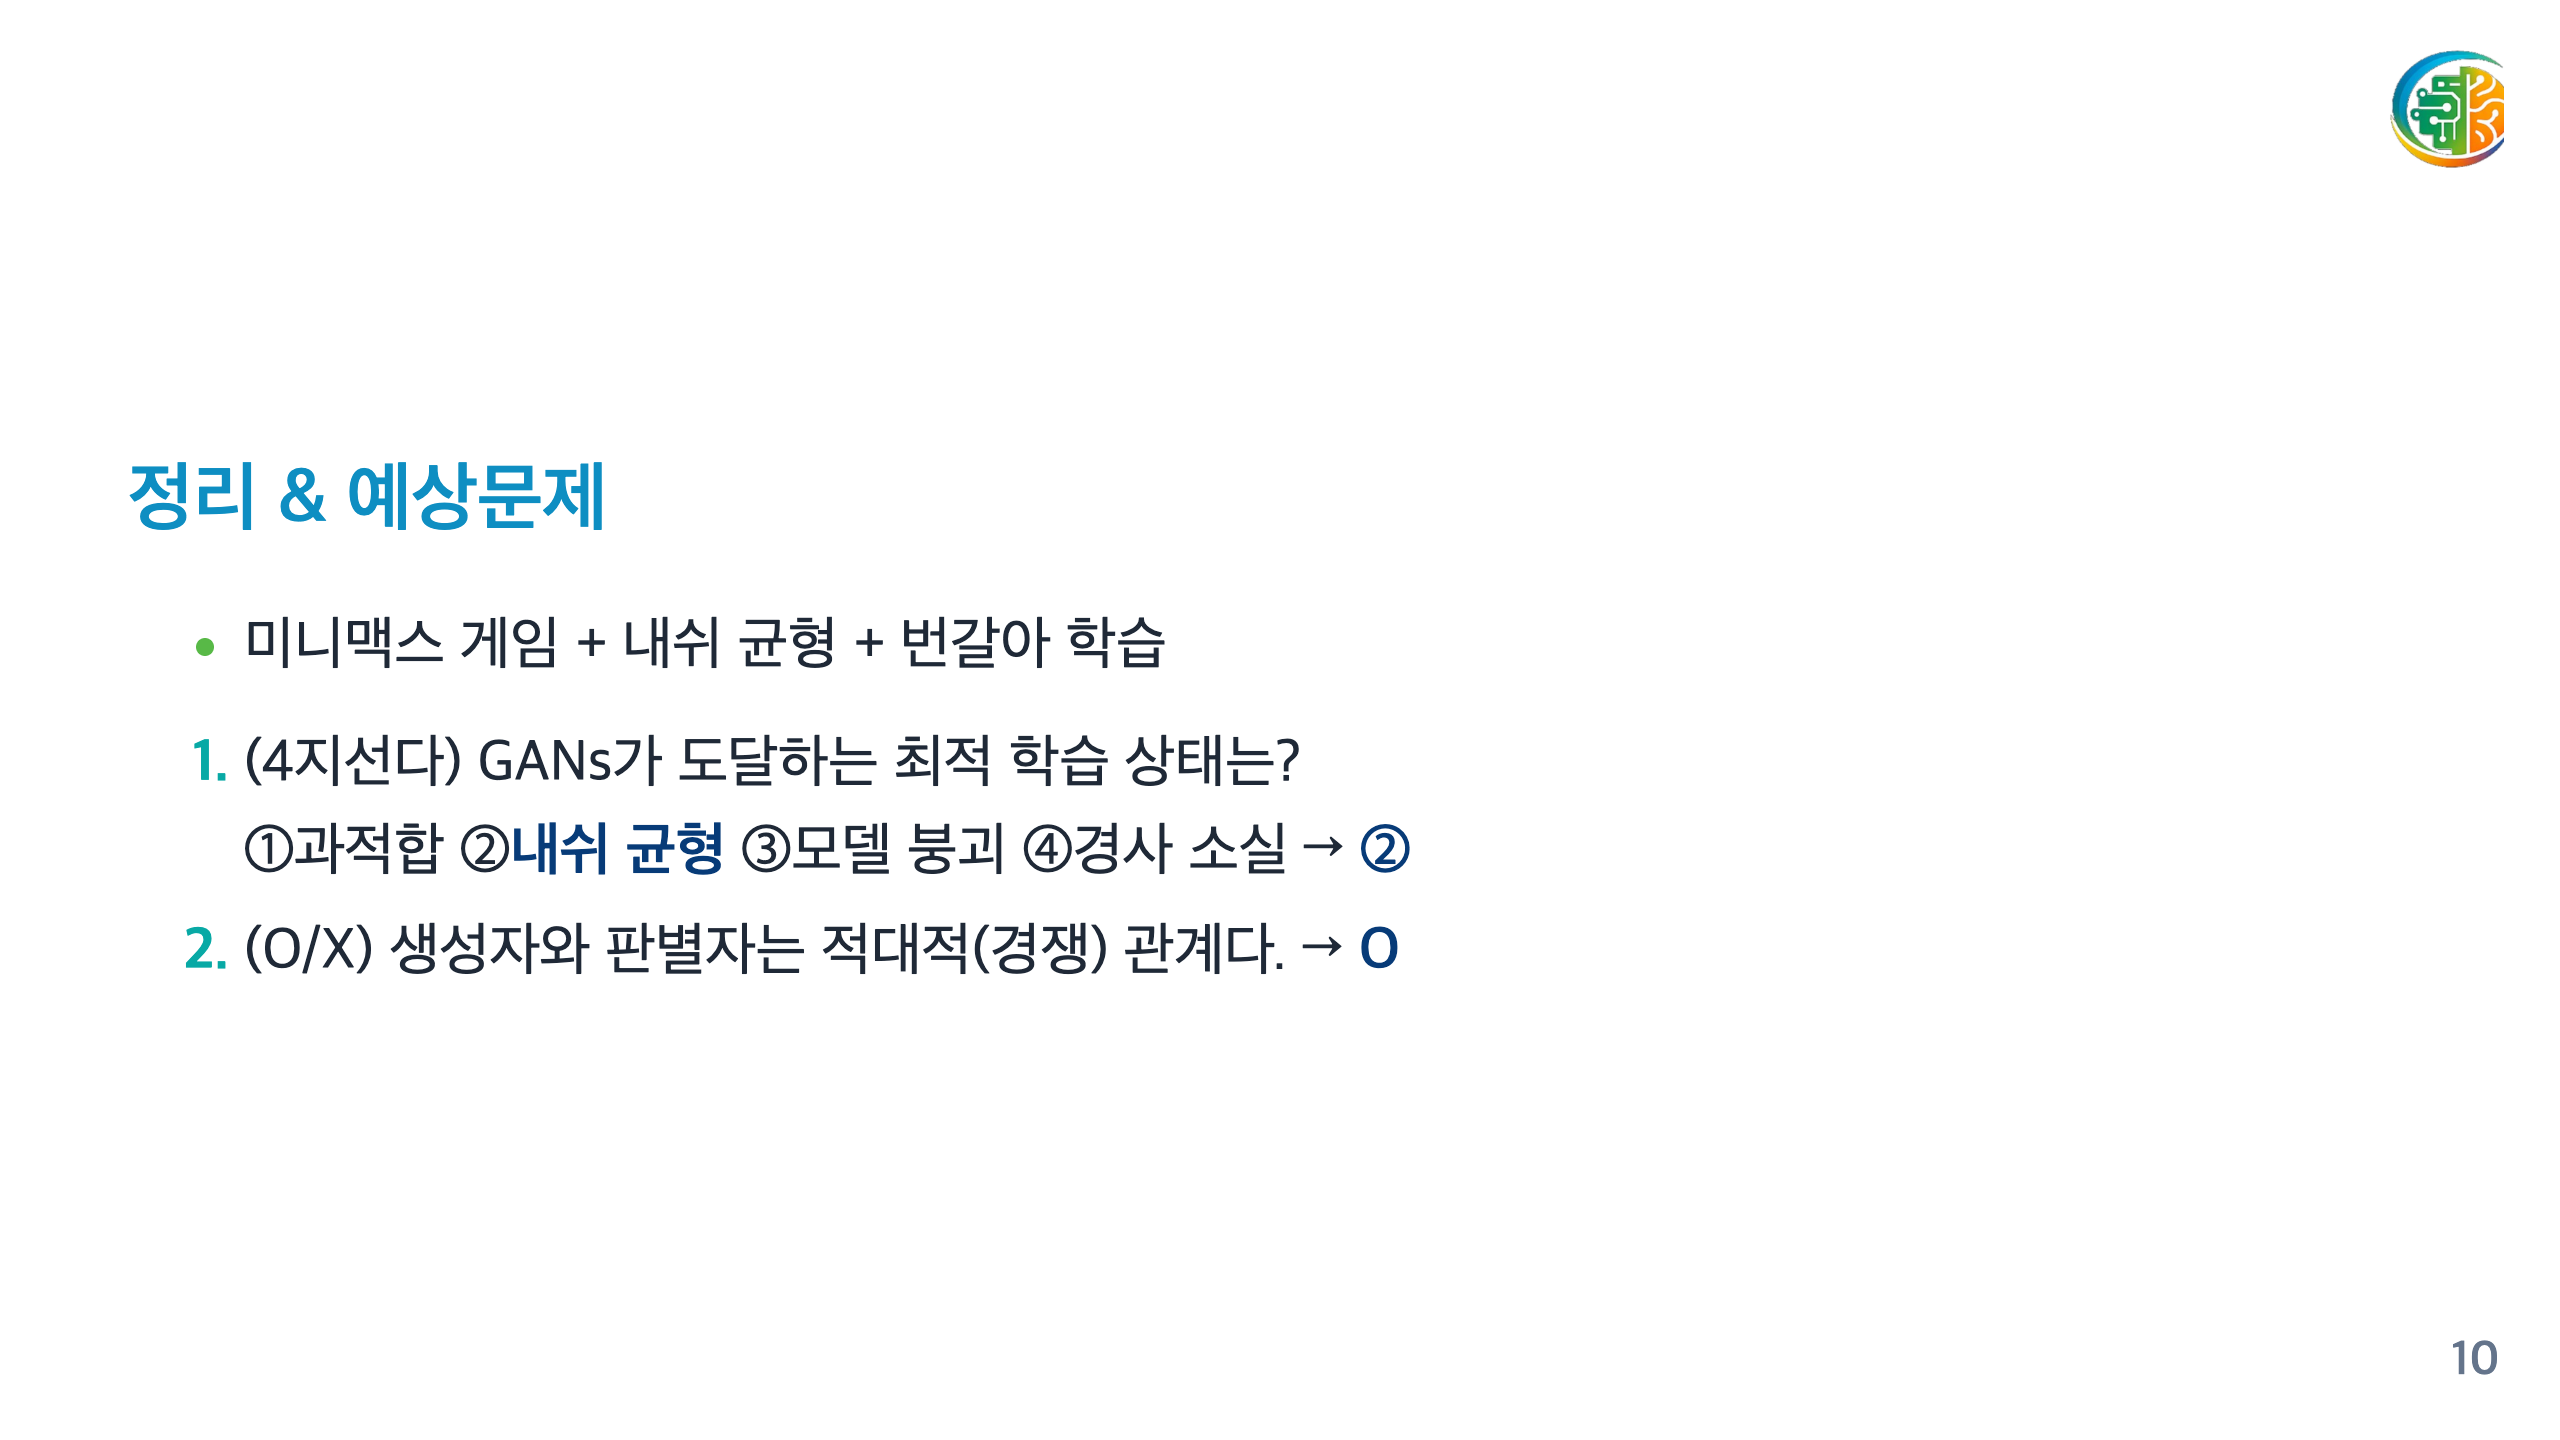 정리 & 예상문제
• 미니맥스 게임 + 내쉬 균형 + 번갈아 학습
1. (4지선다) GANs가 도달하는 최적 학습 상태는?
①과적합 ②내쉬 균형 ③모델 붕괴 ④경사 소실 → ②
2. (O/X) 생성자와 판별자는 적대적(경쟁) 관계다. → O
10